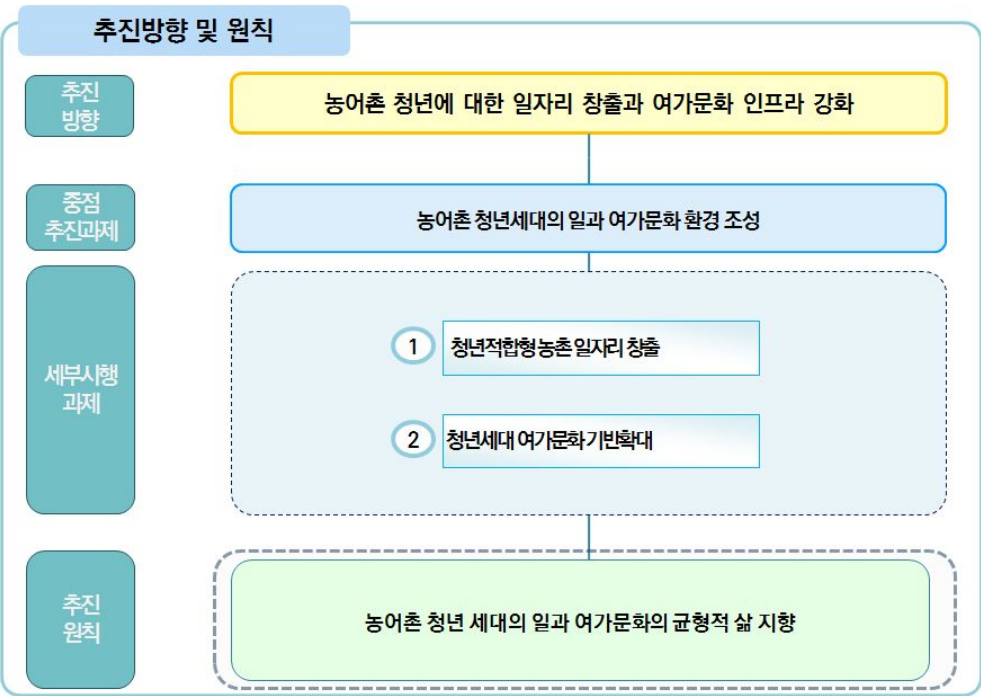 추진방향 및 원칙
추진
방향
농어촌 청년에 대한 일자리 창출과 여가문화 인프라 강화
중점
추진과제
농어촌 청년세대의 일과 여가문화 환경 조성
세부시행
과제
1 청년적합형 농촌 일자리 창출
2 청년세대 여가문화 기반확대
추진
원칙
농어촌 청년 세대의 일과 여가문화의 균형적 삶 지향